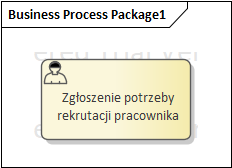 Business Process Package1
Zgłoszenie potrzeby
rekrutacji pracownika